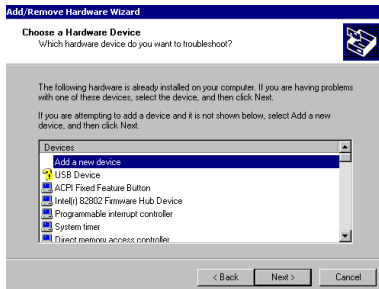 Add/Remove Hardware Wizard
Choose a Hardware Device
Which hardware device do you want to troubleshoot?
The following hardware is already installed on your computer. If you are having problems
with one of these devices, select the device, and then click Next.
If you are attempting to add a device and it is not shown below, select Add a new
device, and then click Next.
Devices
Add a new device
USB Device
ACPI Fixed Feature Button
Intel(r) 82802 Firmware Hub Device
Programmable interrupt controller
System timer
Direct memory access controller
< Back
Next >
Cancel